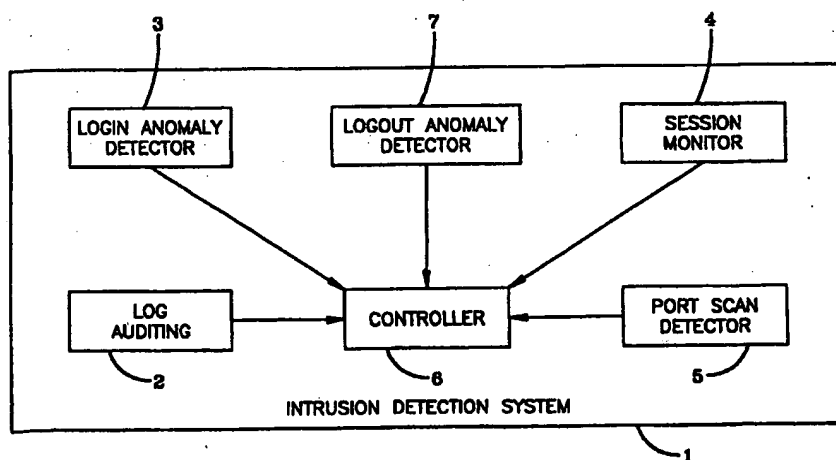 3
7
4
LOGIN ANOMALY
DETECTOR
LOGOUT ANOMALY
DETECTOR
SESSION
MONITOR
LOG
AUDITING
CONTROLLER
PORT SCAN
DETECTOR
2
6
5
INTRUSION DETECTION SYSTEM
1